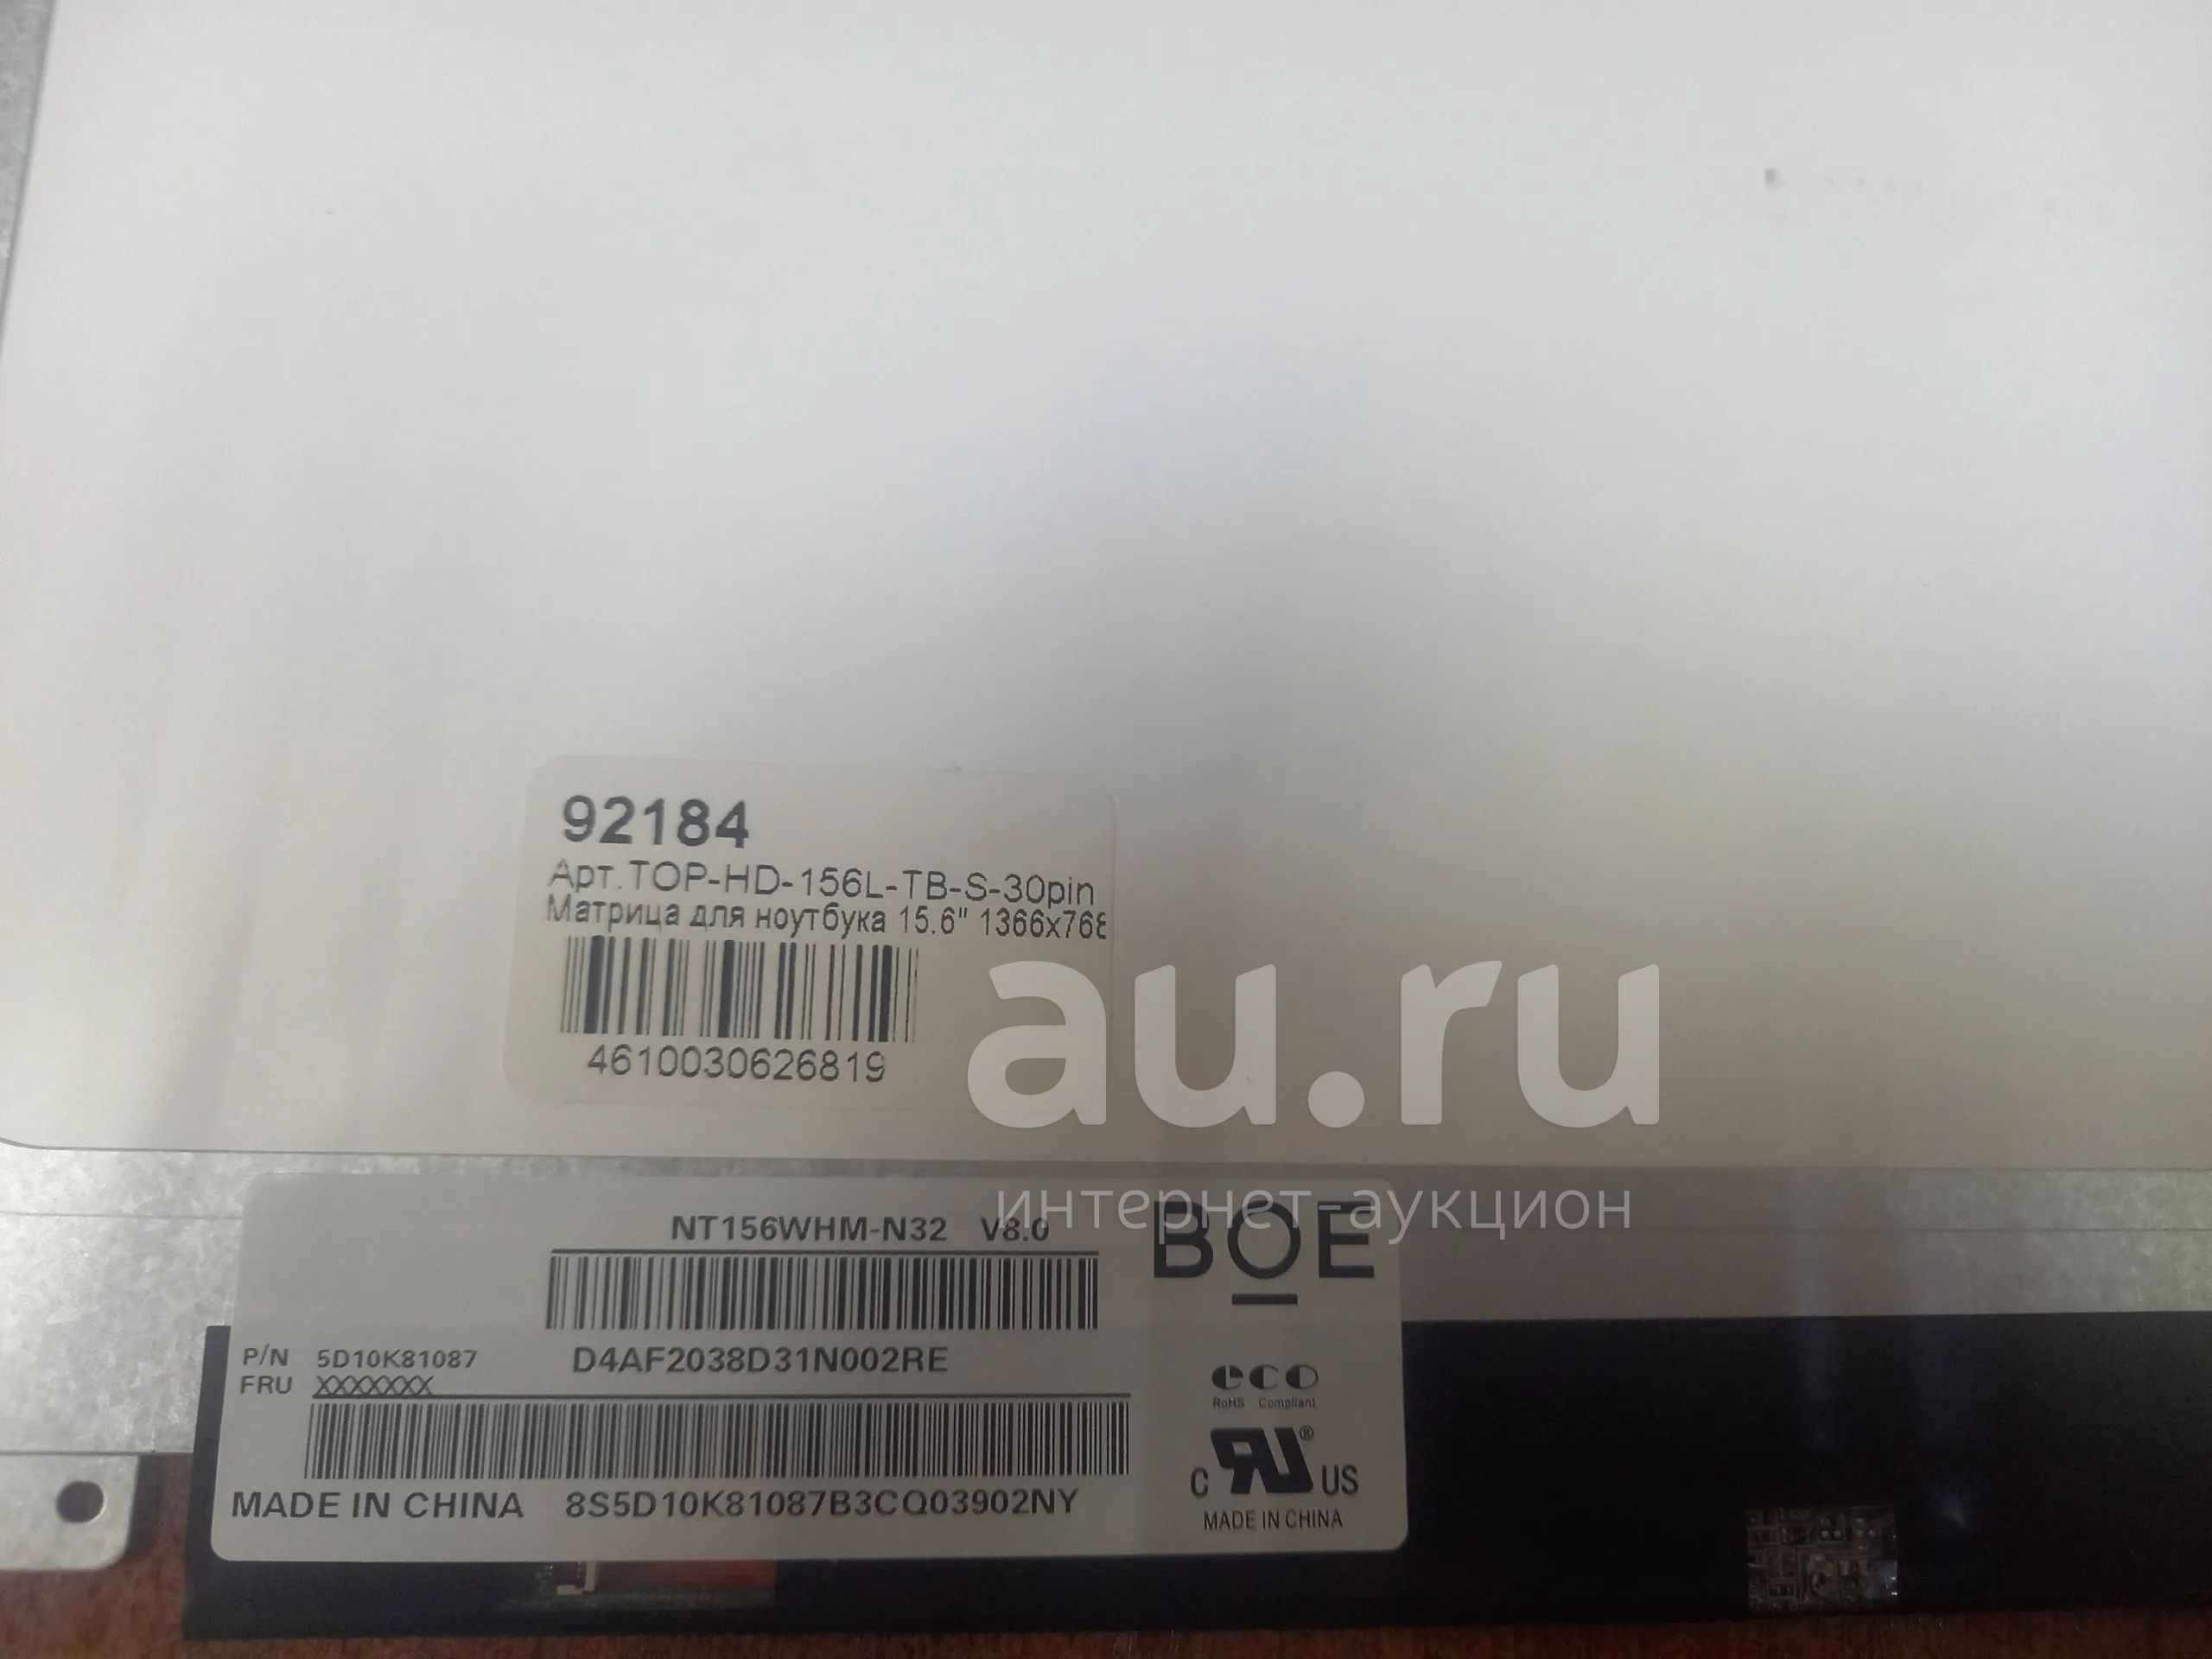 92184
Арт.TOP-HD-156L-TB-S-30pin
Матрица для ноутбука 15.6" 1366x768
4610030626819
au.ru
интернет-аукцион
NT156WHM-N32 V8.0
BOE
P/N 5D10K81087
D4AF2038D31N002RE
FRU XXXXXXX
eco
RoHS Compliant
MADE IN CHINA 8S5D10K81087B3CQ03902NY
C RU ® US
MADE IN CHINA